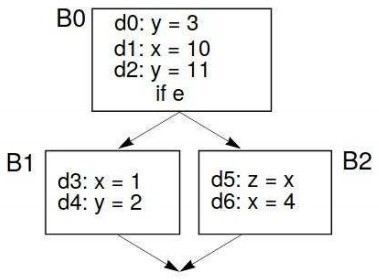 B0
d0: y = 3
d1: x = 10
d2: y = 11
if e
B1
d3: x = 1
d4: y = 2
B2
d5: z = x
d6: x = 4